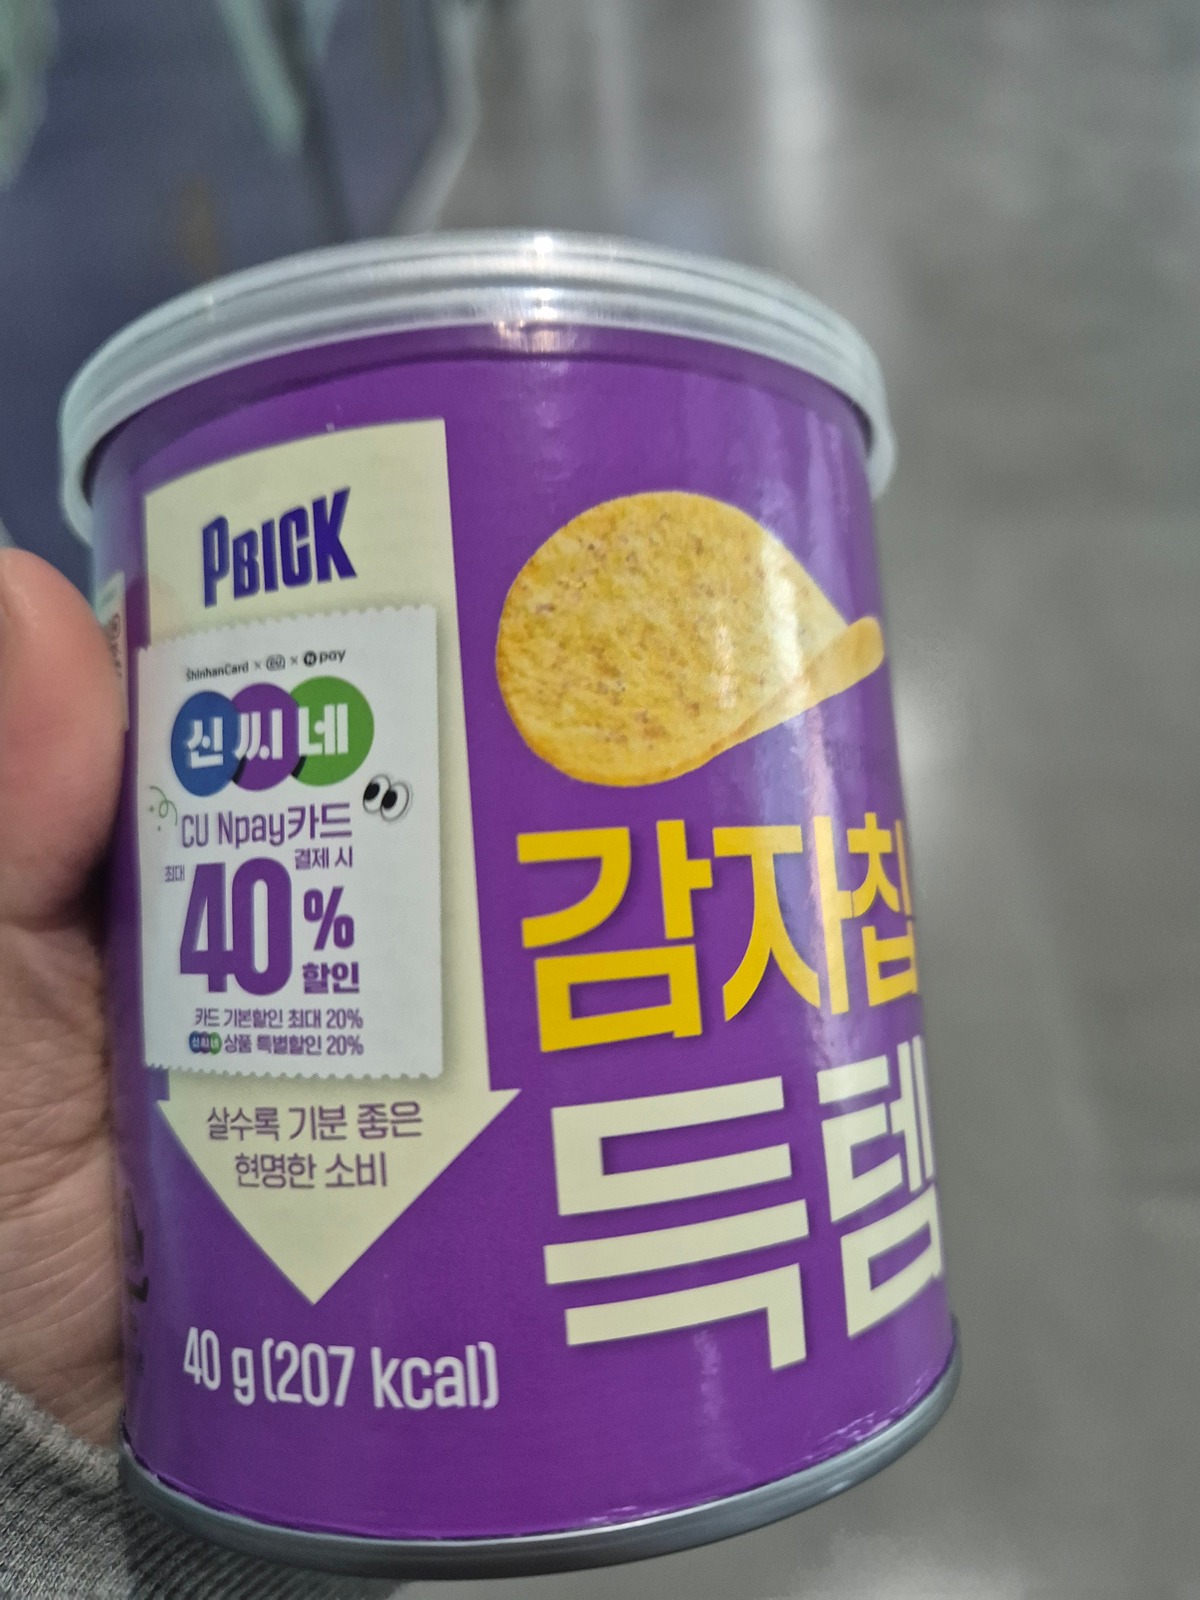 PBICK
ShinhanCard × CU × N pay
신씨네
CU Npay카드
결제 시
최대
40%
할인
카드 기본할인 최대 20%
신씨네 상품 특별할인 20%
살수록 기분 좋은
현명한 소비
40 g (207 kcal)
감자칩
득템